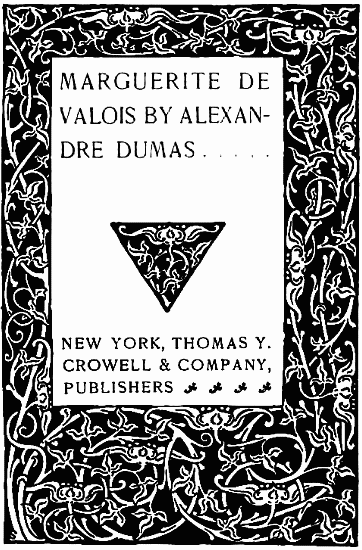 MARGUERITE DE
VALOIS BY ALEXAN-
DRE DUMAS . . . . .
NEW YORK, THOMAS Y.
CROWELL & COMPANY,
PUBLISHERS